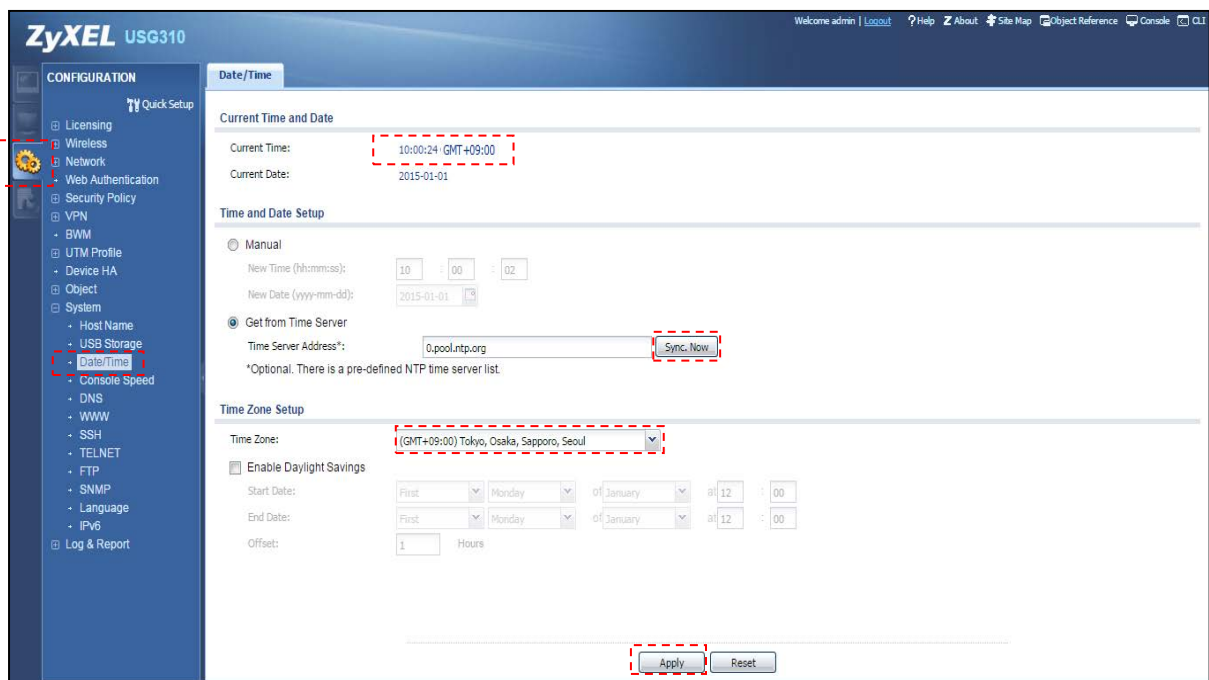 Welcome admin | Logout ?Help Z About Site Map Object Reference Console CLI
ZyXEL USG310
CONFIGURATION
Quick Setup
Licensing
Wireless
Network
Web Authentication
Security Policy
VPN
BWM
UTM Profile
Device HA
Object
System
Host Name
USB Storage
Date/Time
Console Speed
DNS
WWW
SSH
TELNET
FTP
SNMP
Language
IPv6
Log & Report
Date/Time
Current Time and Date
Current Time: 10:00:24 GMT+09:00
Current Date: 2015-01-01
Time and Date Setup
Manual
New Time (hh:mm:ss): 10 : 00 : 02
New Date (yyyy-mm-dd): 2015-01-01
Get from Time Server
Time Server Address*: 0.pool.ntp.org Sync. Now
*Optional. There is a pre-defined NTP time server list.
Time Zone Setup
Time Zone: (GMT+09:00) Tokyo, Osaka, Sapporo, Seoul
Enable Daylight Savings
Start Date: First Monday of January at 12 : 00
End Date: First Monday of January at 12 : 00
Offset: 1 Hours
Apply Reset